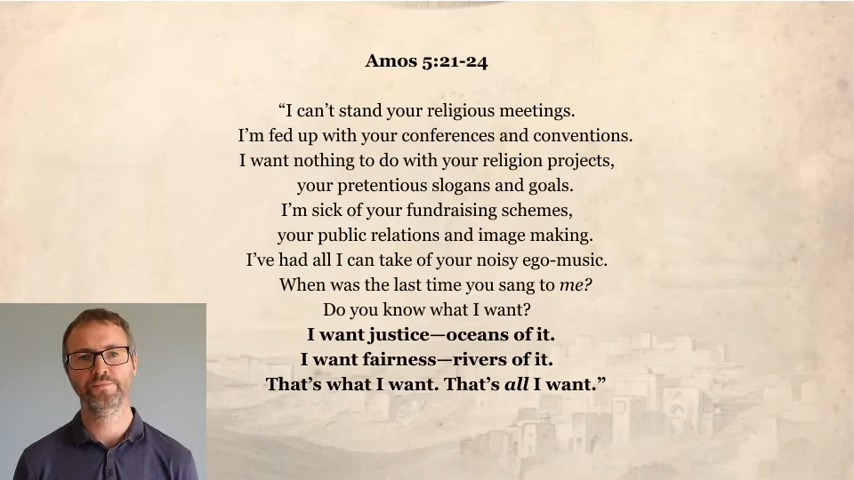 Amos 5:21-24
“I can’t stand your religious meetings.
I’m fed up with your conferences and conventions.
I want nothing to do with your religion projects,
your pretentious slogans and goals.
I’m sick of your fundraising schemes,
your public relations and image making.
I’ve had all I can take of your noisy ego-music.
When was the last time you sang to me?
Do you know what I want?
I want justice—oceans of it.
I want fairness—rivers of it.
That’s what I want. That’s all I want.”